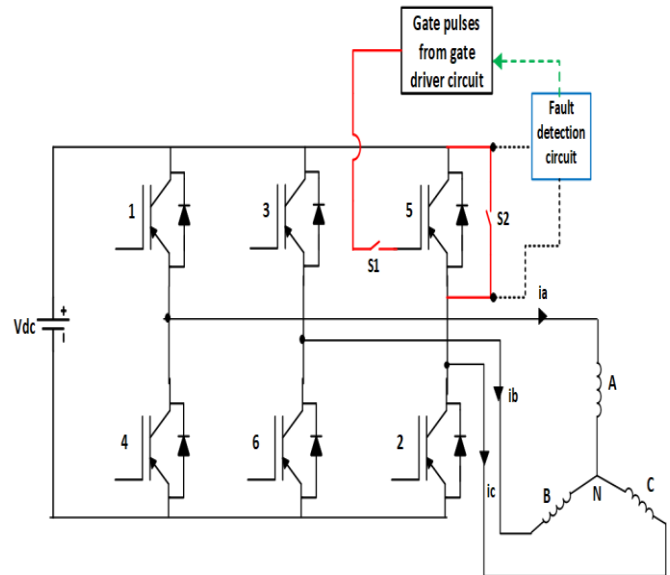 Gate pulses
from gate
driver circuit
Fault
detection
circuit
1
3
5
S2
S1
ia
Vdc
+
-
A
ib
4
6
2
ic
B
N
C